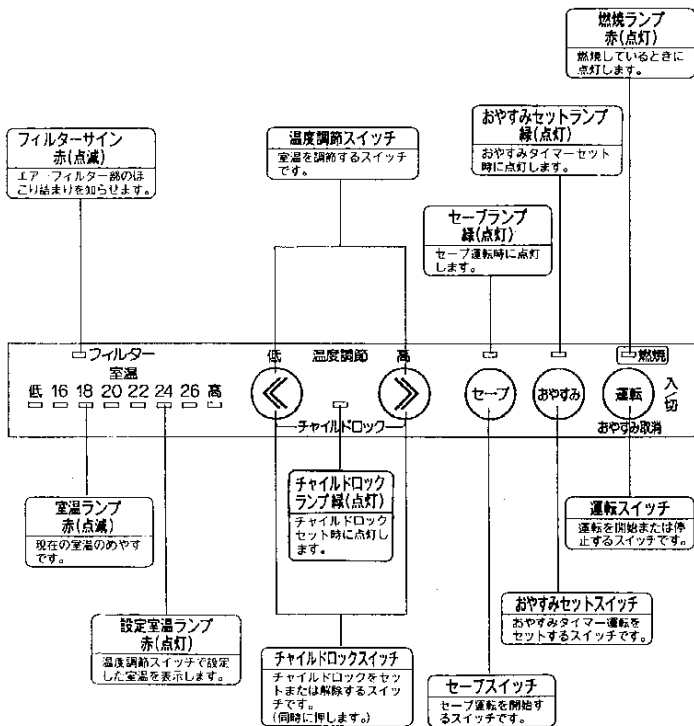 燃焼ランプ
赤(点灯)
燃焼しているときに
点灯します。
フィルターサイン
赤(点滅)
エアーフィルター部のほ
こり詰まりを知らせます。
温度調節スイッチ
室温を調節するスイッチ
です。
おやすみセットランプ
緑(点灯)
おやすみタイマーセット
時に点灯します。
セーブランプ
緑(点灯)
セーブ運転時に点灯
します。
フィルター
室温
低 16 18 20 22 24 26 高
低 温度調節 高
チャイルドロック
セーブ
おやすみ
燃焼
運転
入/切
おやすみ取消
室温ランプ
赤(点滅)
現在の室温のめやす
です。
チャイルドロック
ランプ緑(点灯)
チャイルドロック
セット時に点灯し
ます。
運転スイッチ
運転を開始または停
止するスイッチです。
設定室温ランプ
赤(点灯)
温度調節スイッチで設定
した室温を表示します。
チャイルドロックスイッチ
チャイルドロックをセッ
トまたは解除するスイッ
チです。
(同時に押します。)
おやすみセットスイッチ
おやすみタイマー運転を
セットするスイッチです。
セーブスイッチ
セーブ運転を開始す
るスイッチです。